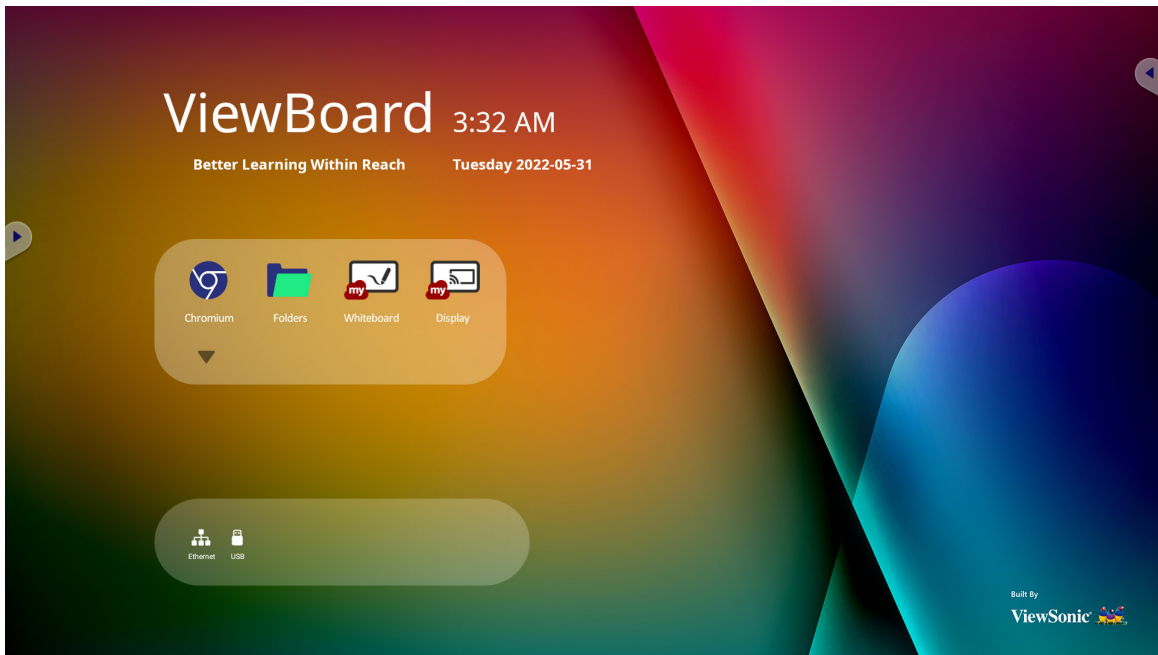 ViewBoard 3:32 AM
Better Learning Within Reach Tuesday 2022-05-31
Chromium Folders my Whiteboard my Display
Ethernet USB
Built By
ViewSonic®